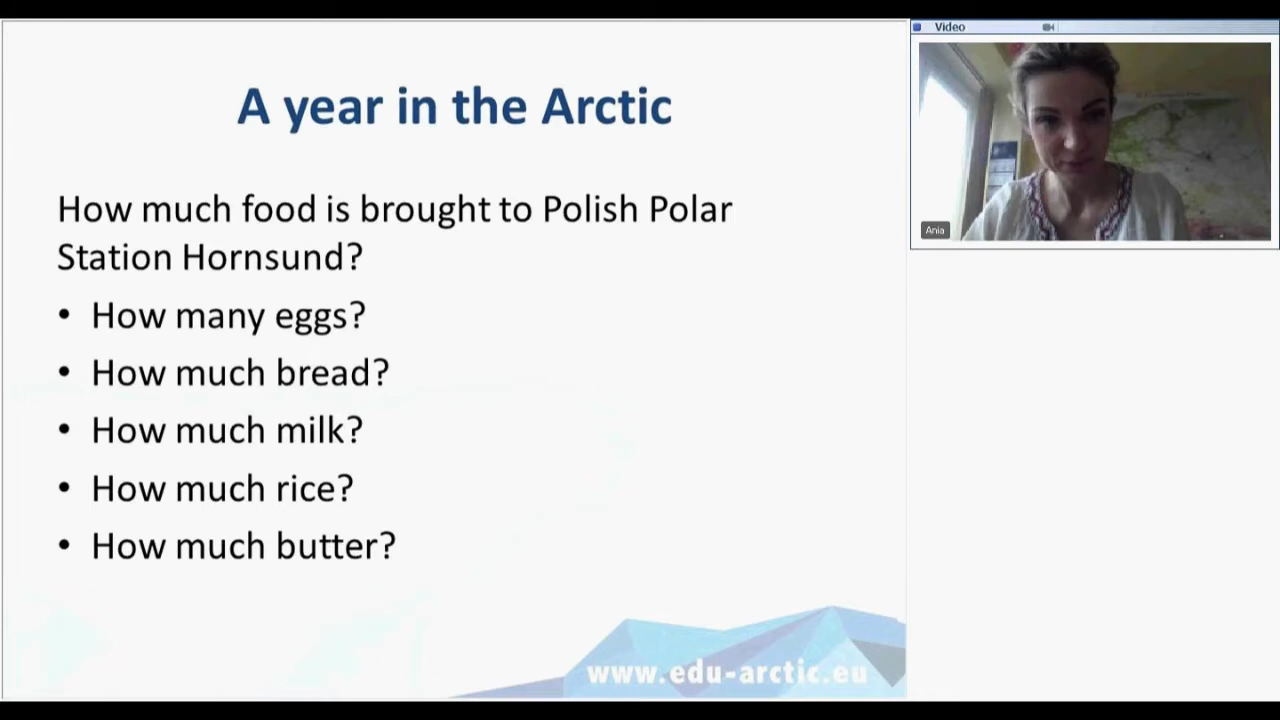 A year in the Arctic
How much food is brought to Polish Polar
Station Hornsund?
• How many eggs?
• How much bread?
• How much milk?
• How much rice?
• How much butter?
www.edu-arctic.eu
Video
Ania